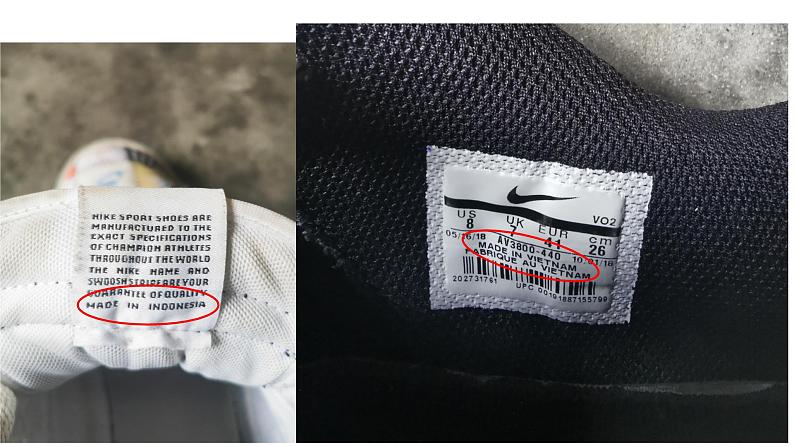 NIKE SPORT SHOES ARE
MANUFACTURED TO THE
EXACT SPECIFICATIONS
OF CHAMPION ATHLETES
THROUGHOUT THE WORLD
THE NIKE NAME AND
SWOOSH STRIPE ARE YOUR
GUARANTEE OF QUALITY
MADE IN INDONESIA
VO2
US UK EUR cm
8 7 41 26
05/16/18 AV3800-440 10/01/18
MADE IN VIETNAM
FABRIQUE AU VIETNAM
202731761 UPC